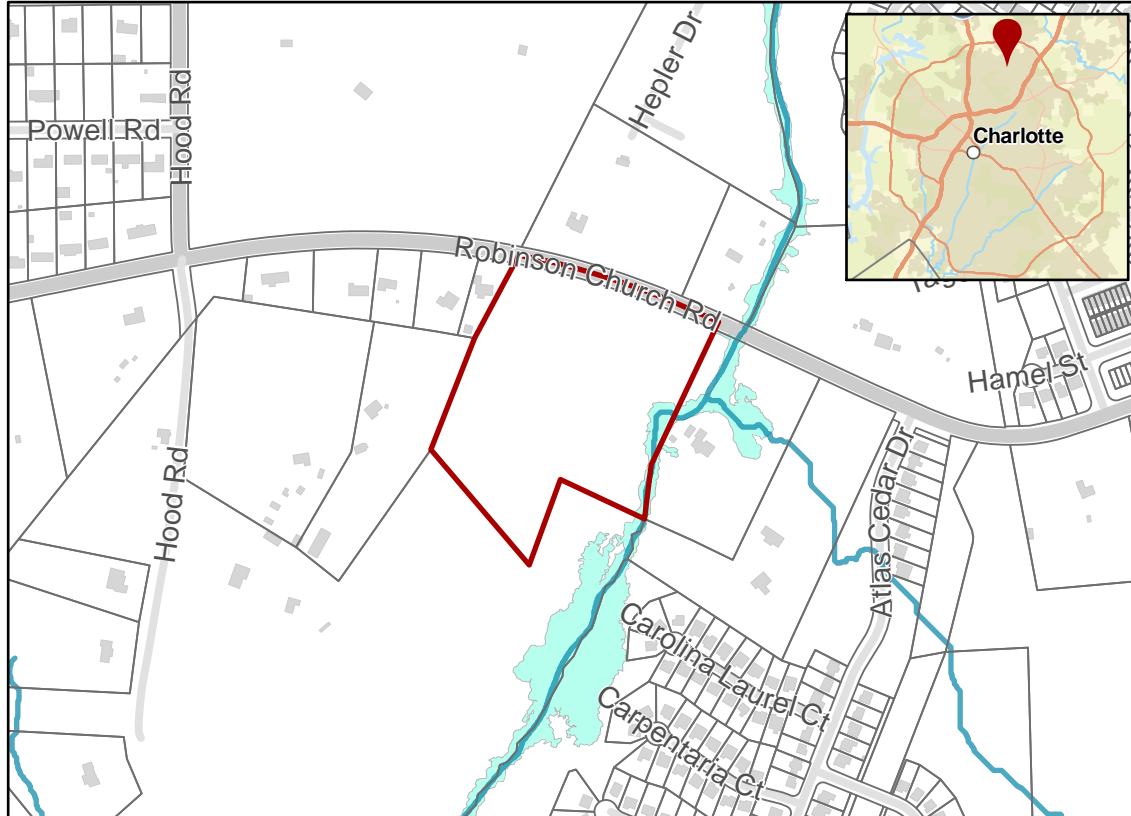 Hepler Dr
Hood Rd
Powell Rd
Charlotte
Robinson Church Rd
Hamel St
Hood Rd
Atlas Cedar Dr
Carolina Laurel Ct
Carpentaria Ct